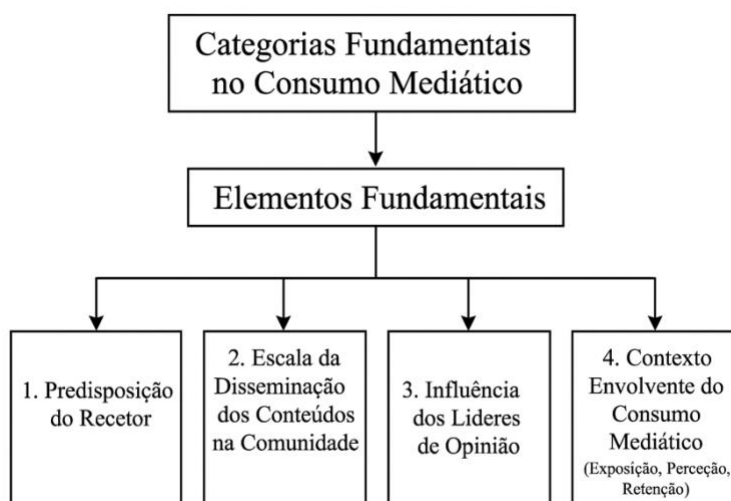 Categorias Fundamentais
no Consumo Mediático
Elementos Fundamentais
1. Predisposição
do Recetor
2. Escala da
Disseminação
dos Conteúdos
na Comunidade
3. Influência
dos Lideres
de Opinião
4. Contexto
Envolvente do
Consumo
Mediático
(Exposição, Perceção,
Retenção)